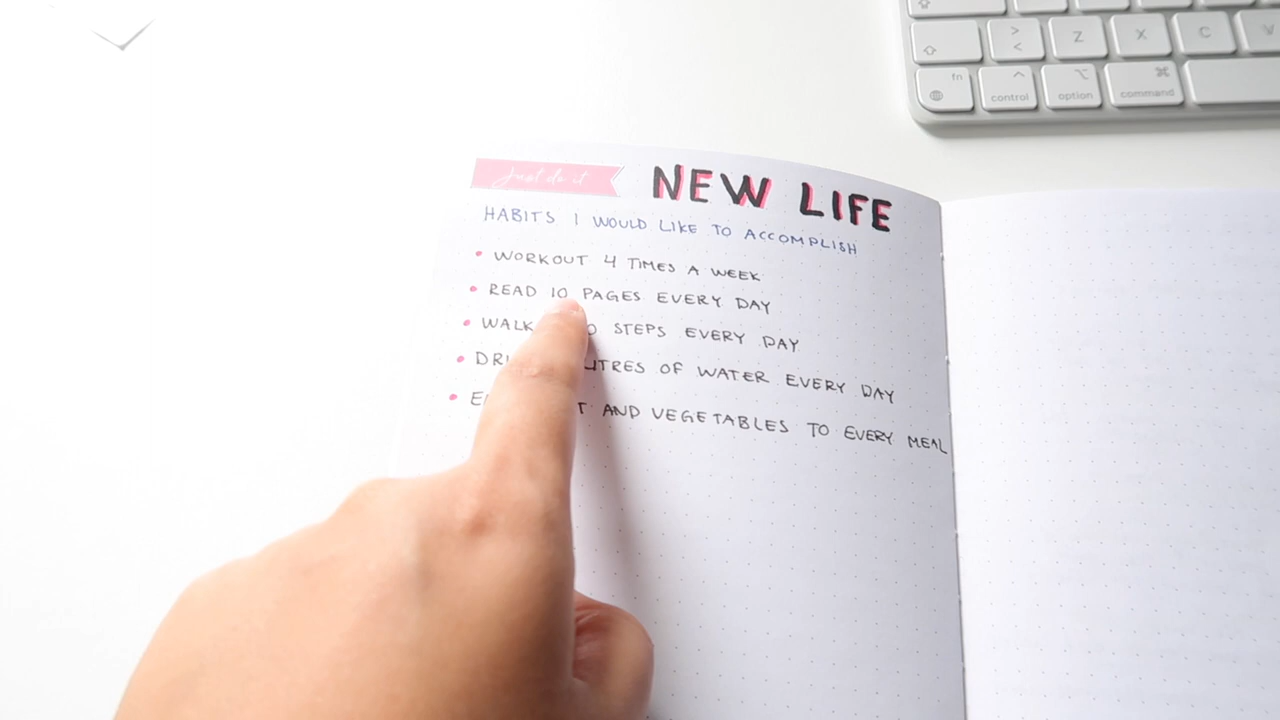 Z X C V
fn control option command
Just do it
NEW LIFE
HABITS I WOULD LIKE TO ACCOMPLISH
• WORKOUT 4 TIMES A WEEK
• READ 10 PAGES EVERY DAY
• WALK STEPS EVERY DAY
• LITRES OF WATER EVERY DAY
• AND VEGETABLES TO EVERY MEAL